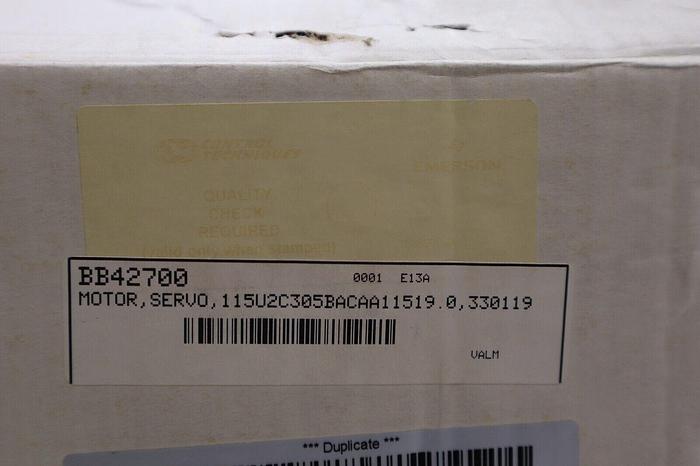 CONTROL
TECHNIQUES
EMERSON
QUALITY
CHECK
REQUIRED
(valid only when stamped)
BB42700 0001 E13A
MOTOR,SERVO,115U2C305BACAA11519.0,330119
VALM
*** Duplicate ***